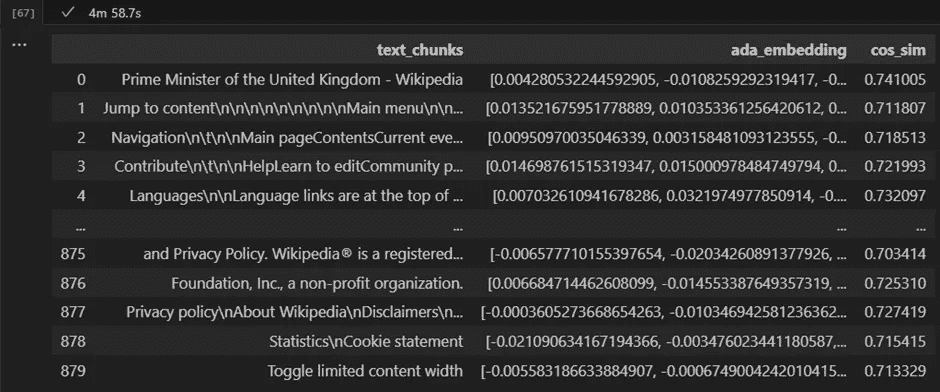 [67] ✓ 4m 58.7s
...
text_chunks ada_embedding cos_sim
0 Prime Minister of the United Kingdom - Wikipedia [0.004280532244592905, -0.0108259292319417, -0... 0.741005
1 Jump to content\n\n\n\n\n\n\n\n\nMain menu\n\n... [0.013521675951778889, 0.010353361256420612, 0... 0.711807
2 Navigation\n\t\n\nMain pageContentsCurrent eve... [0.00950970035046339, 0.003158481093123555, -0... 0.718513
3 Contribute\n\t\n\nHelpLearn to editCommunity p... [0.014698761515319347, 0.015000978484749794, 0... 0.721993
4 Languages\n\nLanguage links are at the top of ... [0.007032610941678286, 0.0321974977850914, -0.... 0.732097
... ... ... ...
875 and Privacy Policy. Wikipedia® is a registered... [-0.006577710155397654, -0.02034260891377926, ... 0.703414
876 Foundation, Inc., a non-profit organization. [0.006684714462608099, -0.014553387649357319, ... 0.725310
877 Privacy policy\nAbout Wikipedia\nDisclaimers\n... [-0.0003605273668654263, -0.010346942581236362... 0.727419
878 Statistics\nCookie statement [-0.021090634167194366, -0.003476023441180587,... 0.715415
879 Toggle limited content width [-0.005583186633884907, -0.0006749004242010415... 0.713329